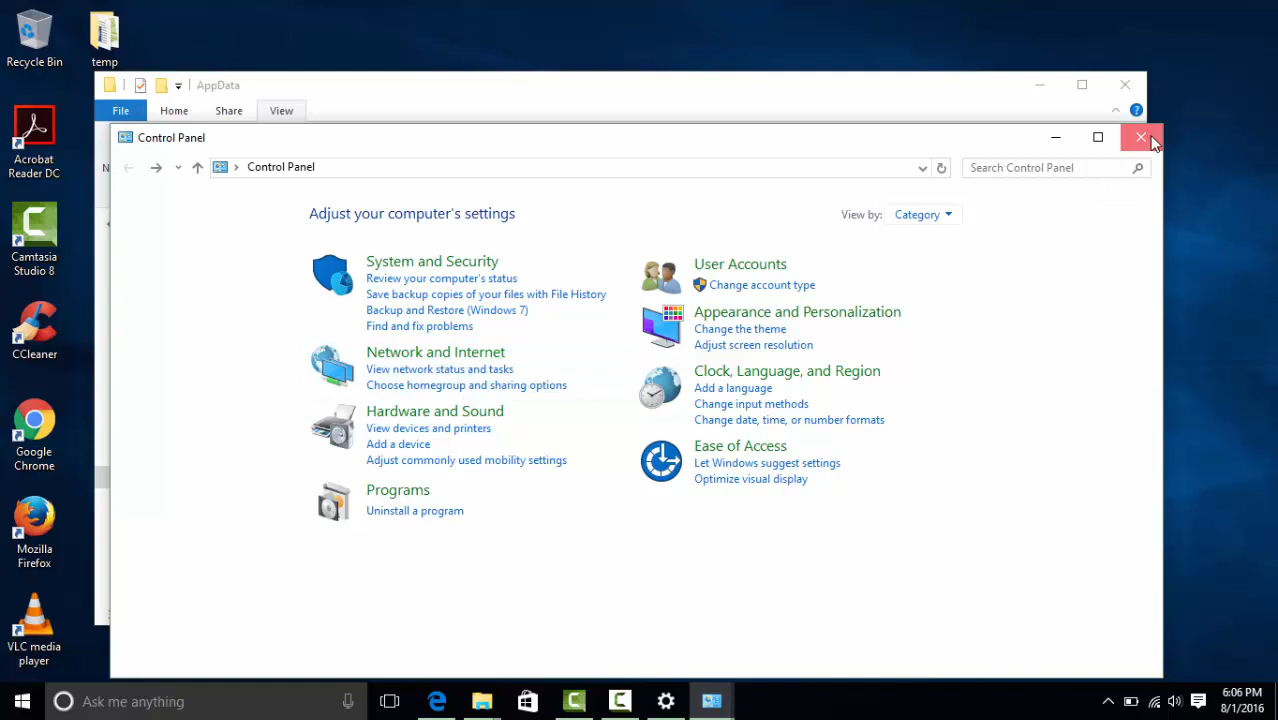 Recycle Bin
temp
Acrobat
Reader DC
Camtasia
Studio 8
CCleaner
Google
Chrome
Mozilla
Firefox
VLC media
player
AppData
File
Home
Share
View
N
Control Panel
Control Panel
Search Control Panel
Adjust your computer's settings
View by:
Category
System and Security
Review your computer's status
Save backup copies of your files with File History
Backup and Restore (Windows 7)
Find and fix problems
Network and Internet
View network status and tasks
Choose homegroup and sharing options
Hardware and Sound
View devices and printers
Add a device
Adjust commonly used mobility settings
Programs
Uninstall a program
User Accounts
Change account type
Appearance and Personalization
Change the theme
Adjust screen resolution
Clock, Language, and Region
Add a language
Change input methods
Change date, time, or number formats
Ease of Access
Let Windows suggest settings
Optimize visual display
Ask me anything
6:06 PM
8/1/2016